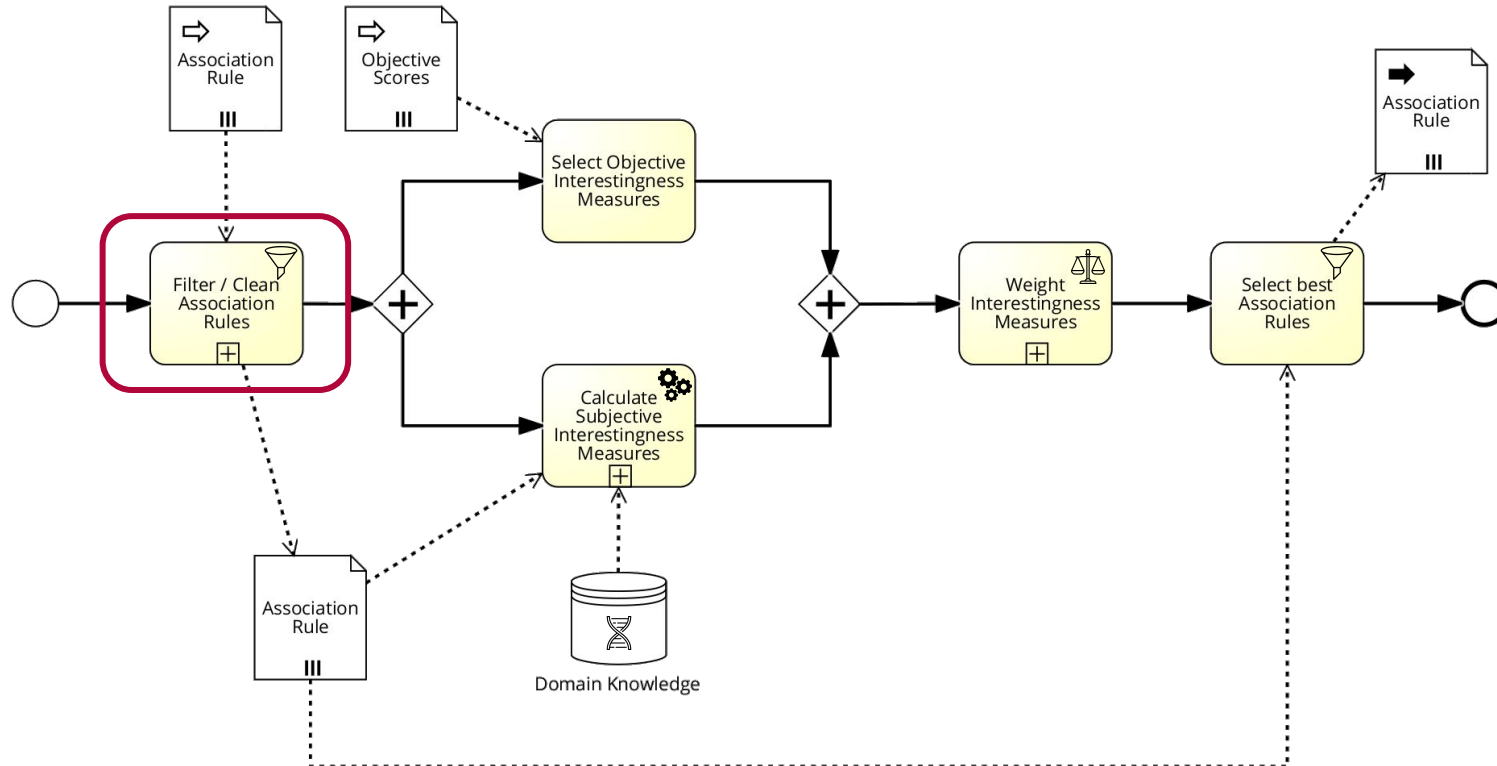 Association
Rule
Objective
Scores
Association
Rule
Select Objective
Interestingness
Measures
Filter / Clean
Association
Rules
Weight
Interestingness
Measures
Select best
Association
Rules
Calculate
Subjective
Interestingness
Measures
Association
Rule
Domain Knowledge